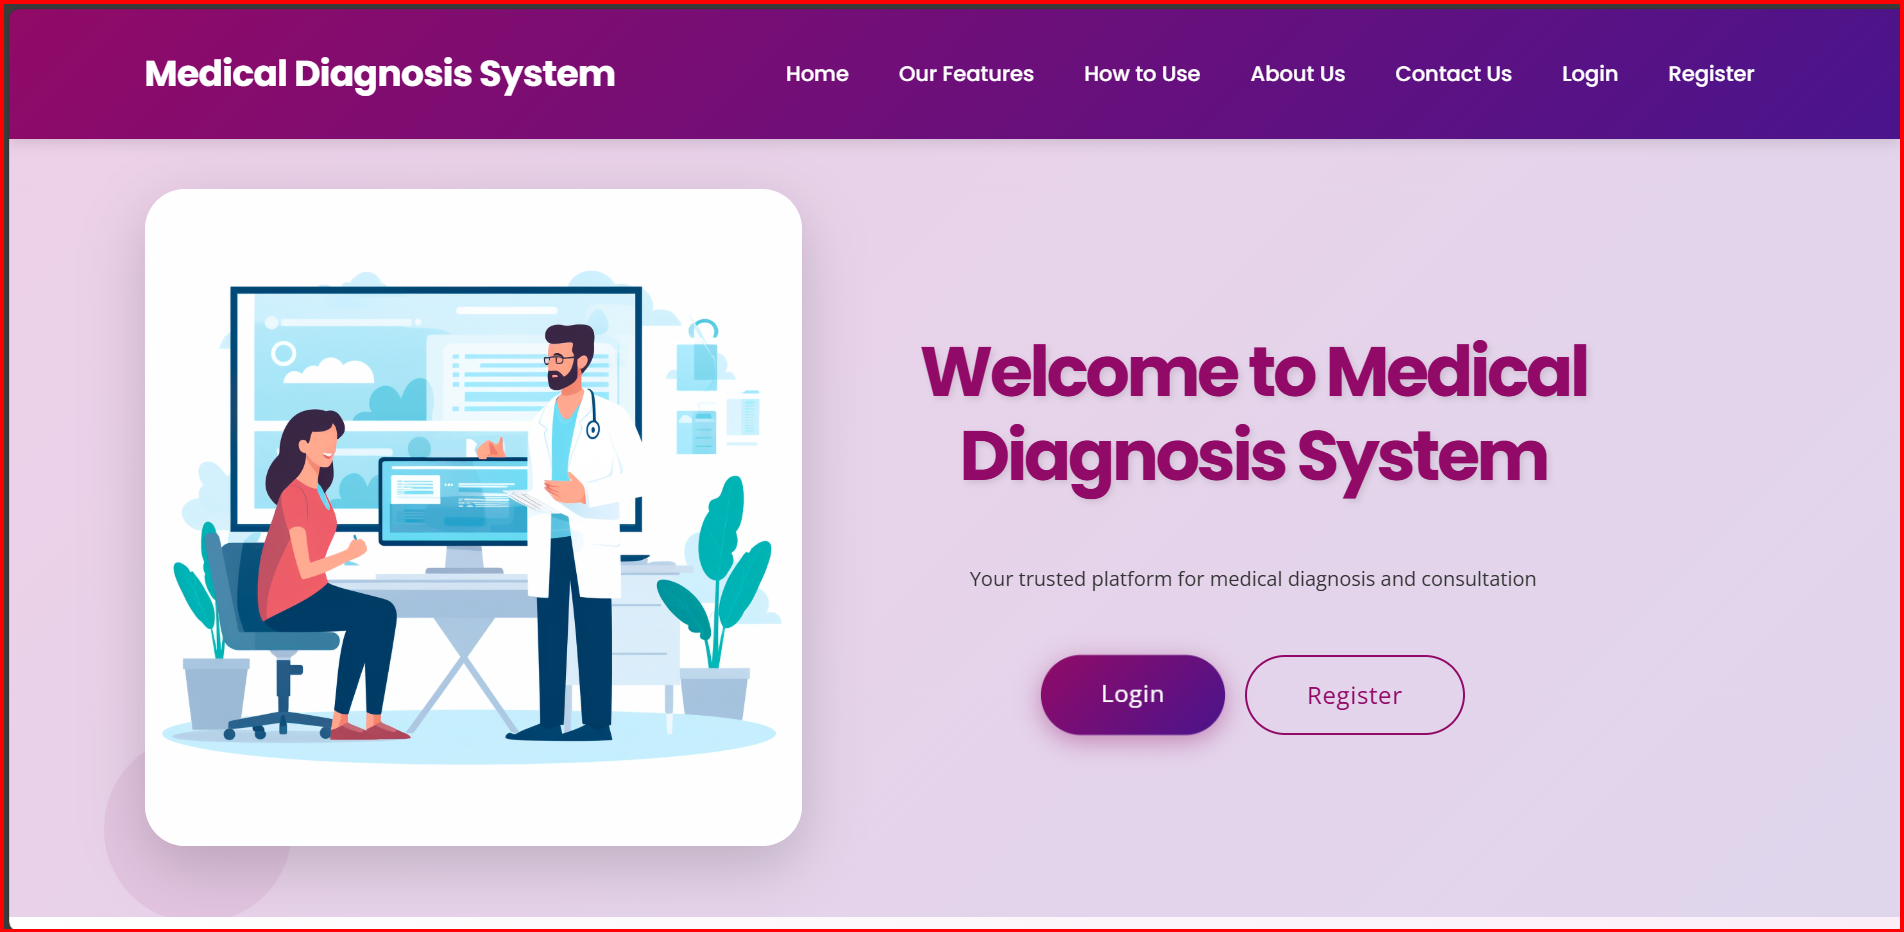 Medical Diagnosis System
Home Our Features How to Use About Us Contact Us Login Register
Welcome to Medical
Diagnosis System
Your trusted platform for medical diagnosis and consultation
Login Register